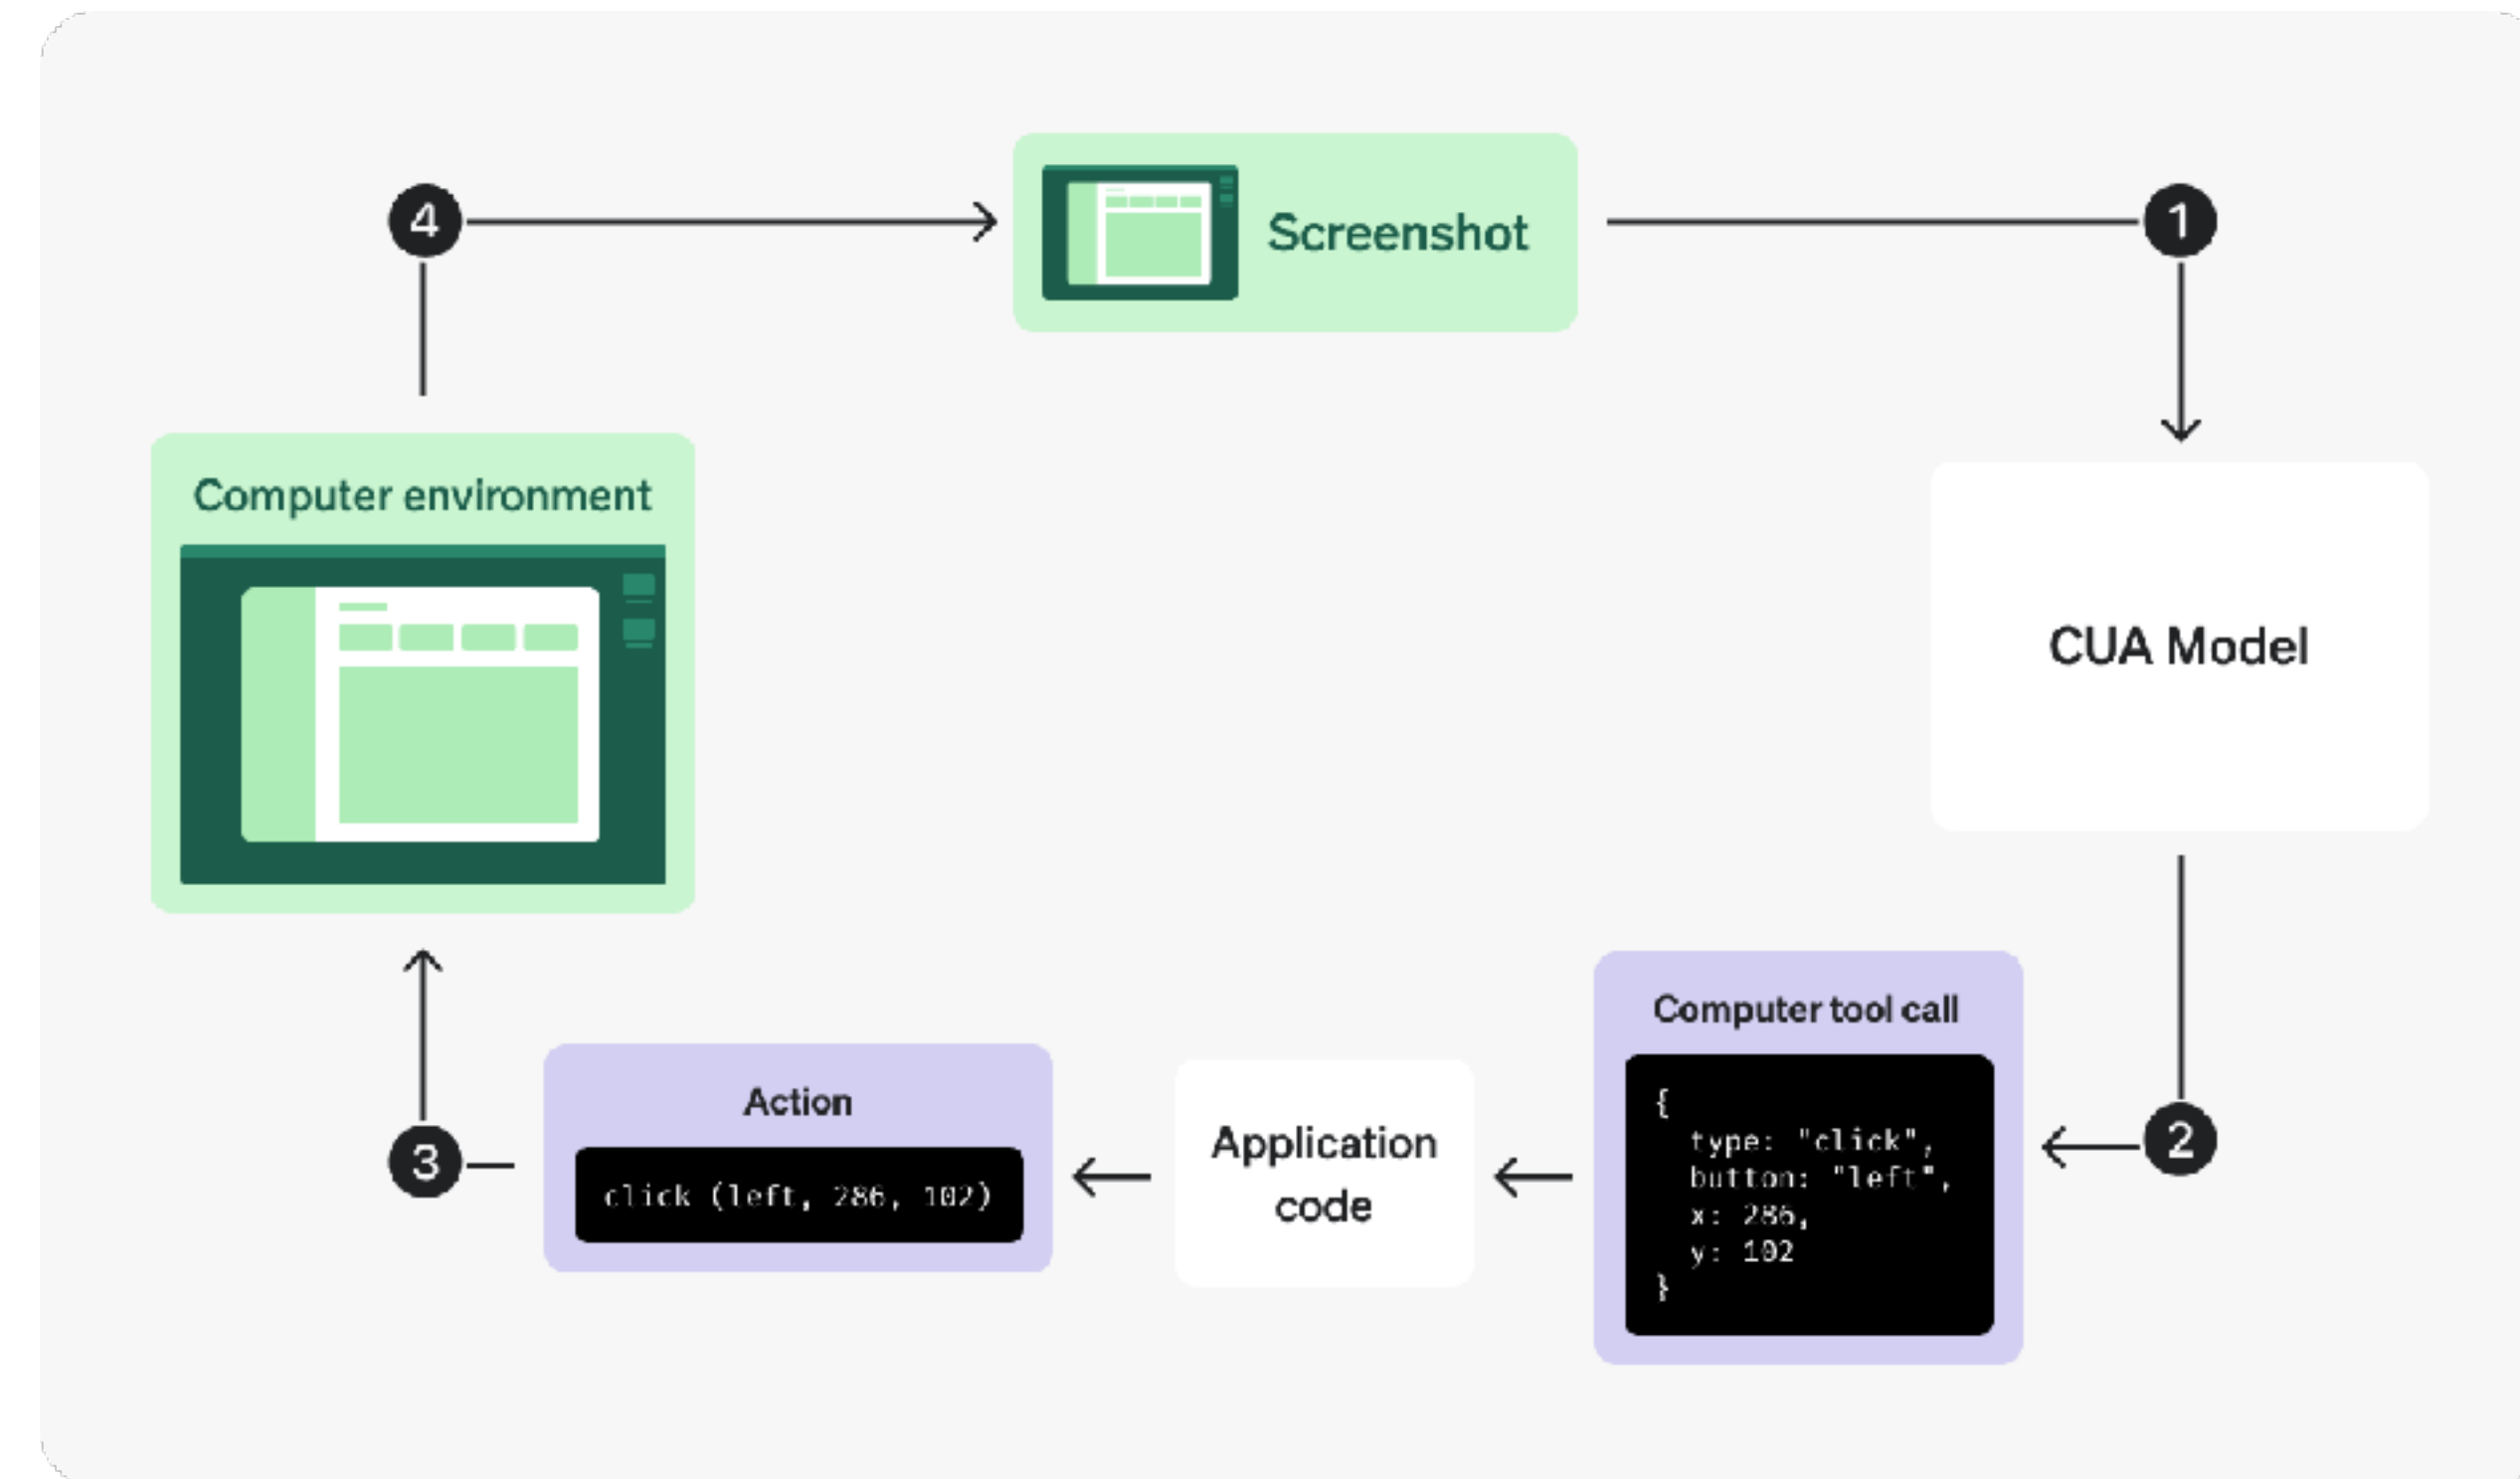 4
Screenshot
1
Computer environment
CUA Model
Computer tool call
{
type: "click",
button: "left",
x: 286,
y: 102
}
2
Application
code
Action
click (left, 286, 102)
3